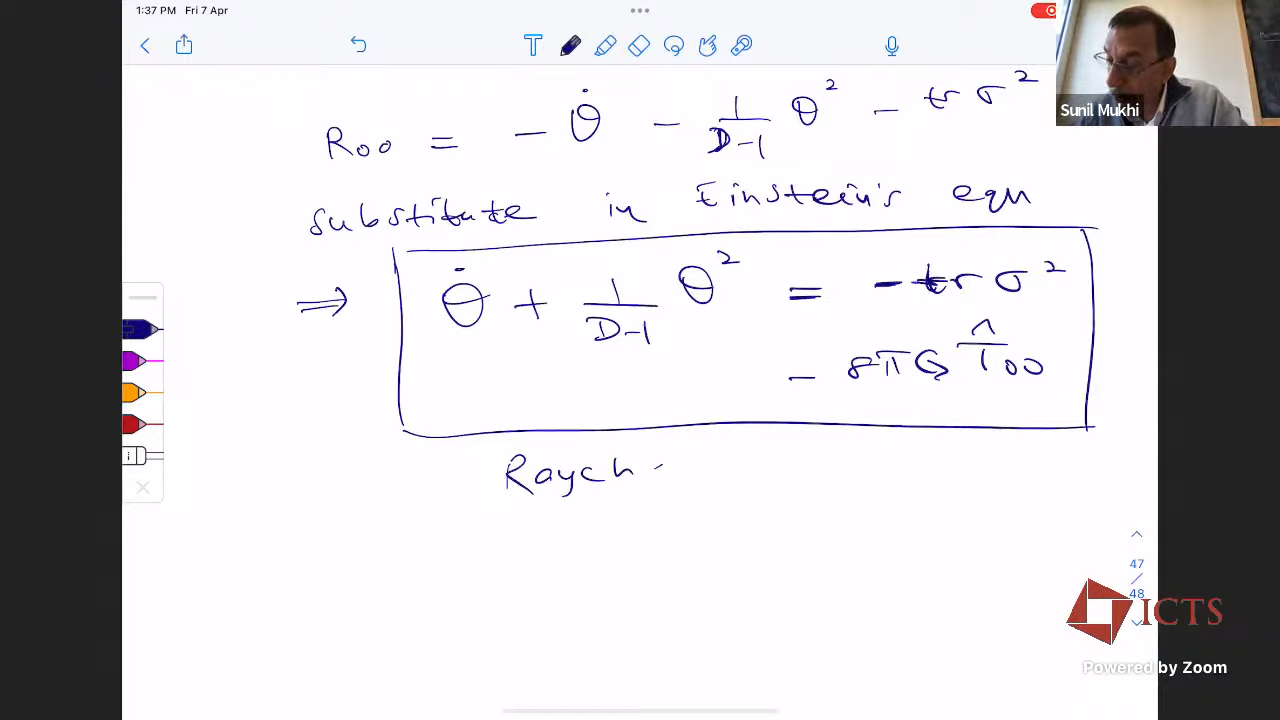 1:37 PM Fri 7 Apr
Sunil Mukhi
R₀₀ = - θ̇ - 1/(D-1) θ² - tr σ²
substitute in Einstein's equn
⇒ θ̇ + 1/(D-1) θ² = - tr σ²
- 8πG T̂₀₀
Raych
47
/
48
ICTS
Powered by Zoom